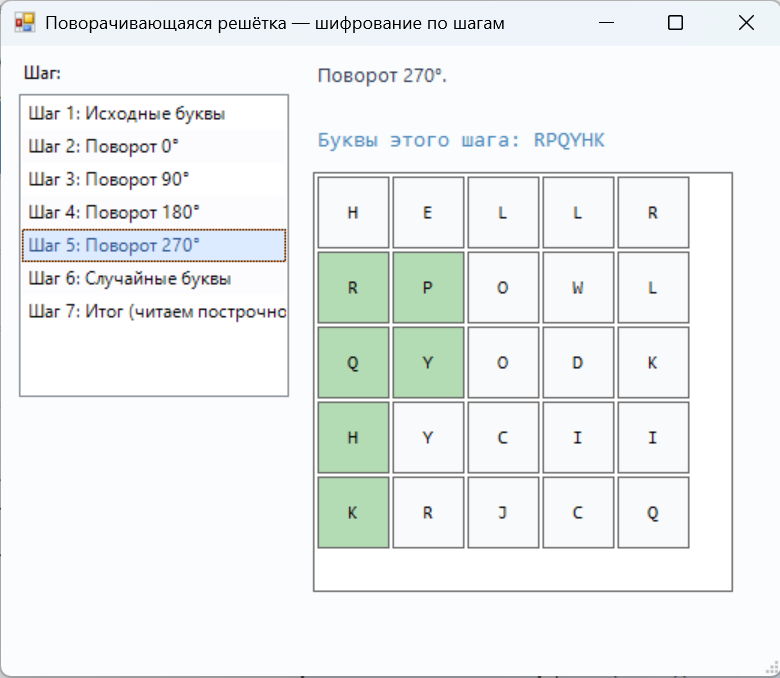 Поворачивающаяся решётка — шифрование по шагам
Шаг:
Шаг 1: Исходные буквы
Шаг 2: Поворот 0°
Шаг 3: Поворот 90°
Шаг 4: Поворот 180°
Шаг 5: Поворот 270°
Шаг 6: Случайные буквы
Шаг 7: Итог (читаем построчно
Поворот 270°.
Буквы этого шага: RPQYHK
H E L L R
R P O W L
Q Y O D K
H Y C I I
K R J C Q